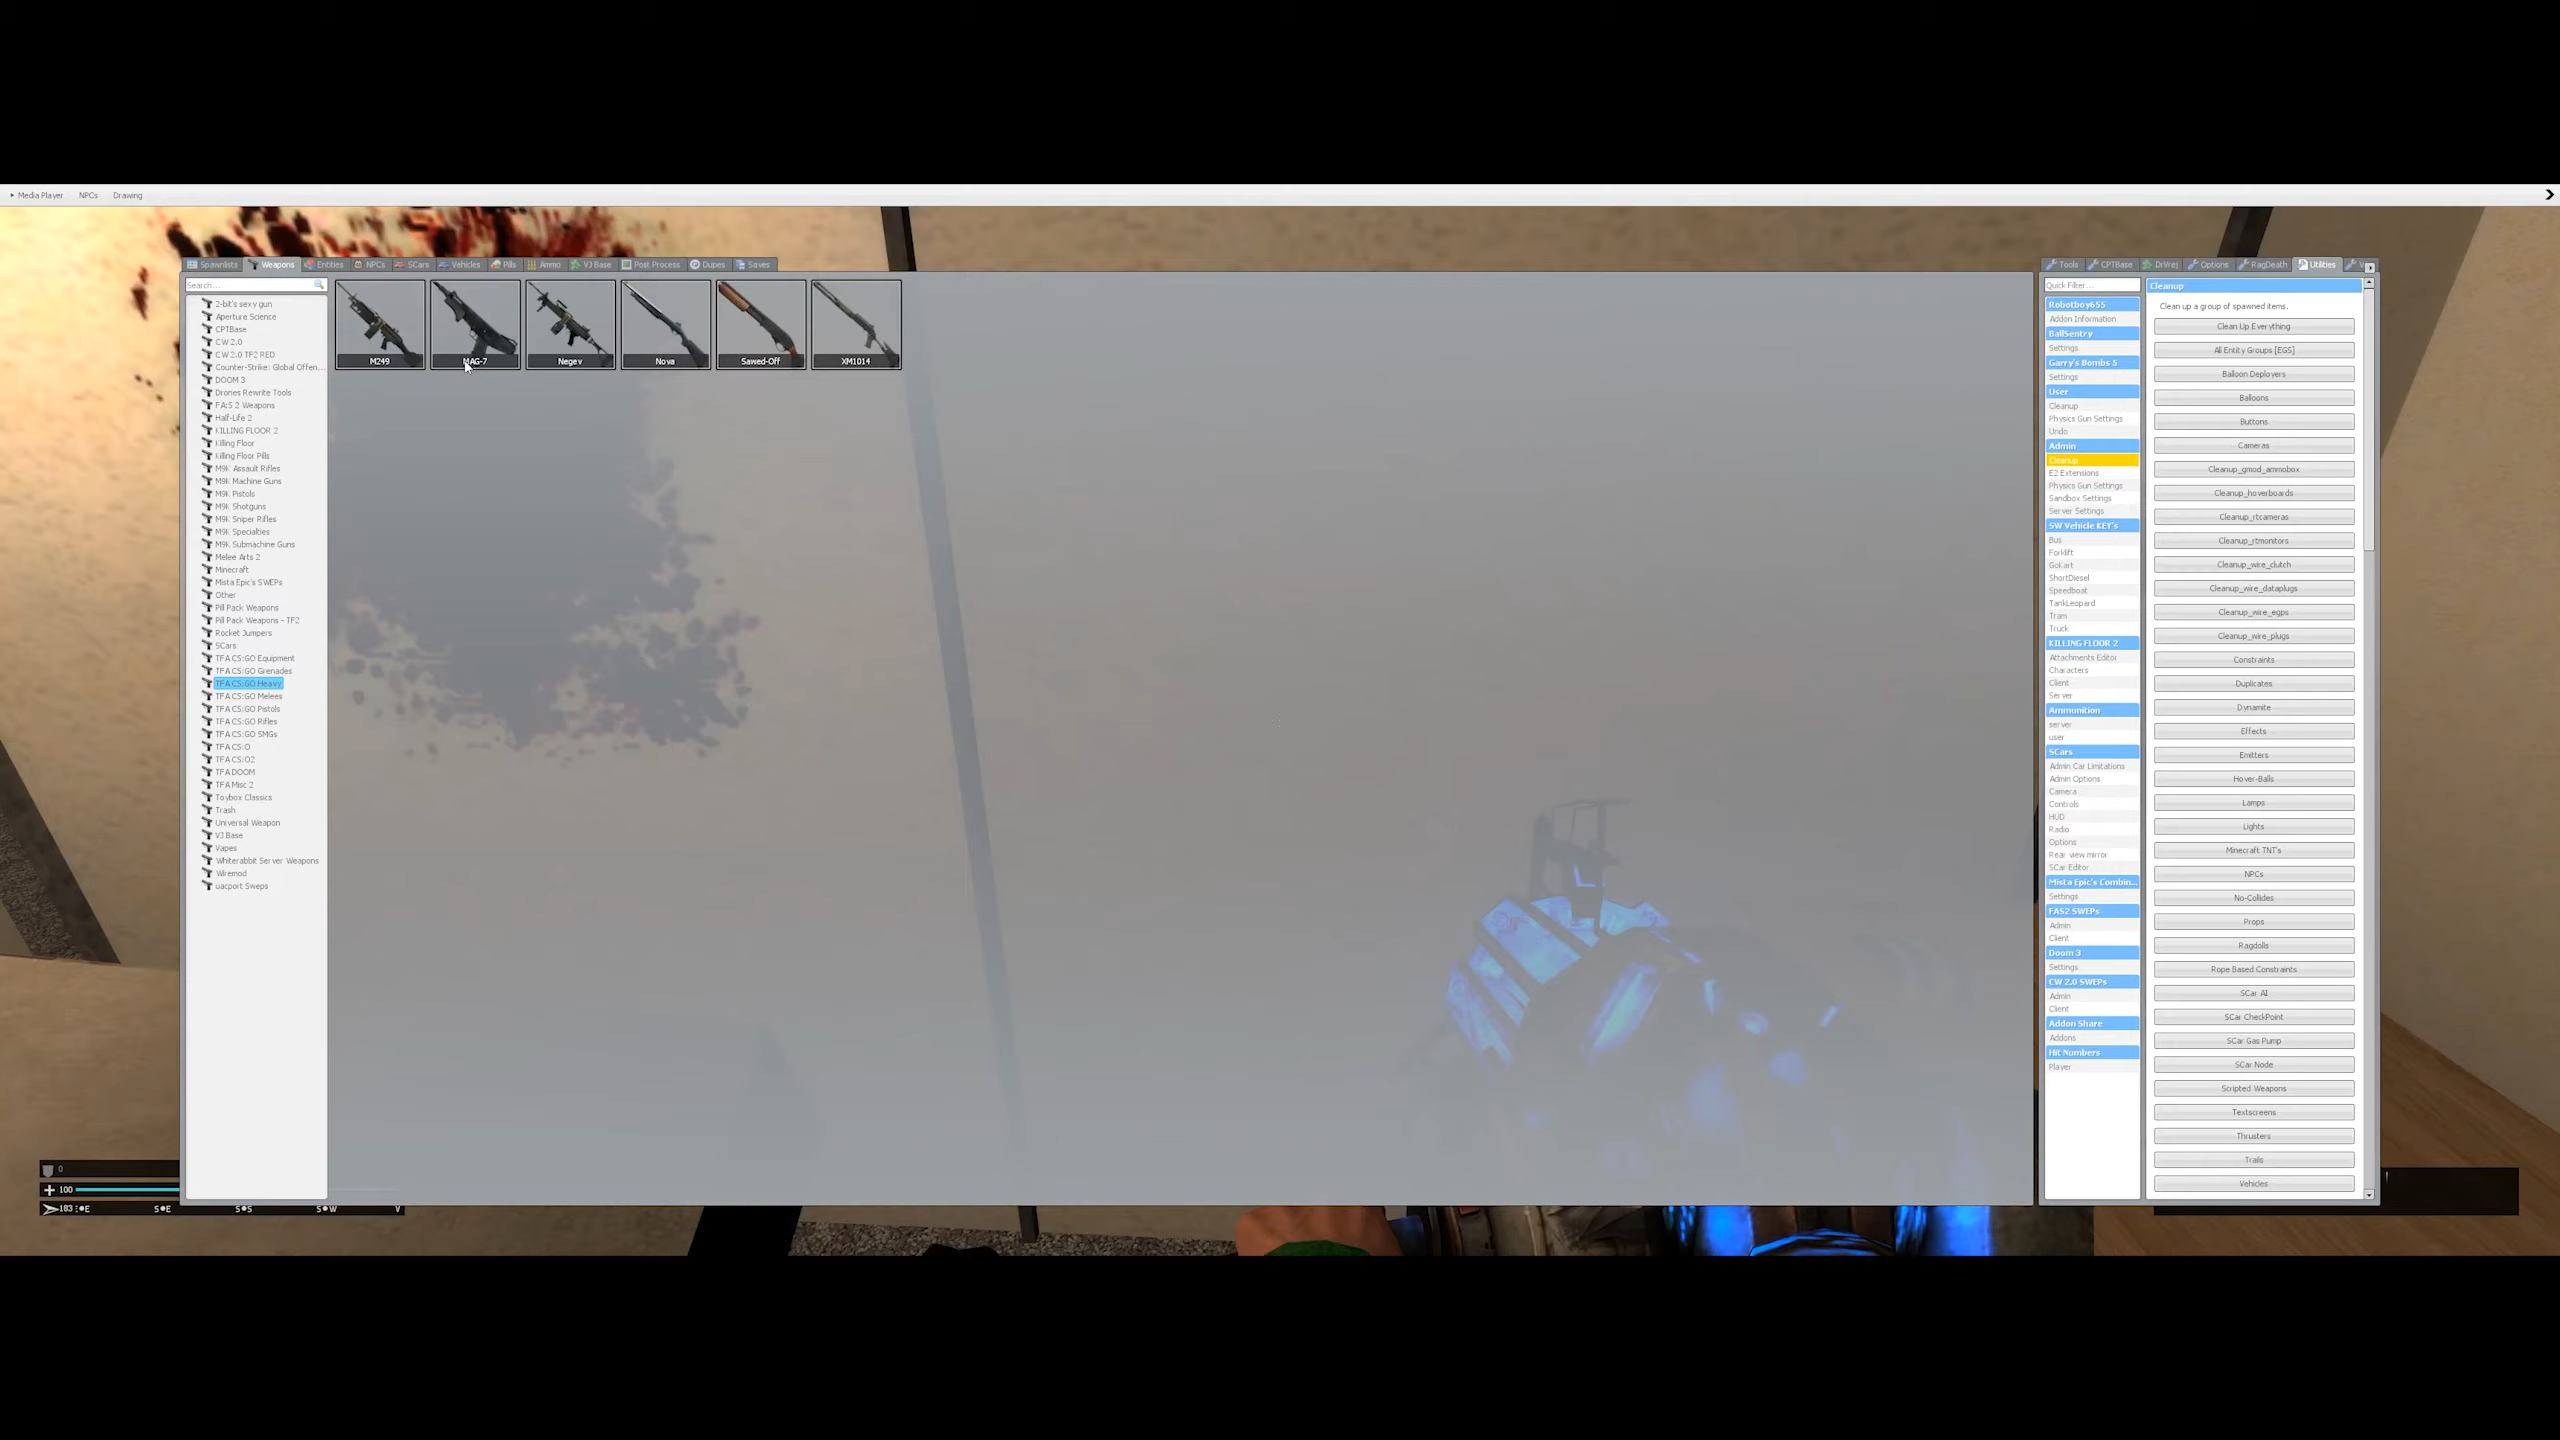 Media Player NPCs Drawing
Spawnlists Weapons Entities NPCs SCars Vehicles Pills Ammo VJ Base Post Process Dupes Saves
Search...
2-bit's sexy gun
Aperture Science
CPTBase
CW 2.0
CW 2.0 TF2 RED
Counter-Strike: Global Offen...
DOOM 3
Drones Rewrite Tools
FA:S 2 Weapons
Half-Life 2
KILLING FLOOR 2
Killing Floor
Killing Floor Pills
M9K Assault Rifles
M9K Machine Guns
M9K Pistols
M9K Shotguns
M9K Sniper Rifles
M9K Specialties
M9K Submachine Guns
Melee Arts 2
Minecraft
Mista Epic's SWEPs
Other
Pill Pack Weapons
Pill Pack Weapons - TF2
Rocket Jumpers
SCars
TFA CS:GO Equipment
TFA CS:GO Grenades
TFA CS:GO Heavy
TFA CS:GO Melees
TFA CS:GO Pistols
TFA CS:GO Rifles
TFA CS:GO SMGs
TFA CS:O
TFA CS:O2
TFA DOOM
TFA Misc 2
Toybox Classics
Trash
Universal Weapon
VJ Base
Vapes
Whiterabbit Server Weapons
Wiremod
uacport Sweps
M249 MAG-7 Negev Nova Sawed-Off XM1014
Tools CPTBase DrVrej Options RagDeath Utilities V
Quick Filter...
Robotboy655
Addon Information
BallSentry
Settings
Garry's Bombs 5
Settings
User
Cleanup
Physics Gun Settings
Undo
Admin
Cleanup
E2 Extensions
Physics Gun Settings
Sandbox Settings
Server Settings
SW Vehicle KEY's
Bus
Forklift
GoKart
ShortDiesel
Speedboat
TankLeopard
Tram
Truck
KILLING FLOOR 2
Attachments Editor
Characters
Client
Server
Ammunition
server
user
SCars
Admin Car Limitations
Admin Options
Camera
Controls
HUD
Radio
Options
Rear view mirror
SCar Editor
Mista Epic's Combin...
Settings
FAS2 SWEPs
Admin
Client
Doom 3
Settings
CW 2.0 SWEPs
Admin
Client
Addon Share
Addons
Hit Numbers
Player
Cleanup
Clean up a group of spawned items.
Clean Up Everything
All Entity Groups [EGS]
Balloon Deployers
Balloons
Buttons
Cameras
Cleanup_gmod_ammobox
Cleanup_hoverboards
Cleanup_rtcameras
Cleanup_rtmonitors
Cleanup_wire_clutch
Cleanup_wire_dataplugs
Cleanup_wire_egps
Cleanup_wire_plugs
Constraints
Duplicates
Dynamite
Effects
Emitters
Hover-Balls
Lamps
Lights
Minecraft TNT's
NPCs
No-Collides
Props
Ragdolls
Rope Based Constraints
SCar AI
SCar CheckPoint
SCar Gas Pump
SCar Node
Scripted Weapons
Textscreens
Thrusters
Trails
Vehicles
0
100
183 E S E S S S W V